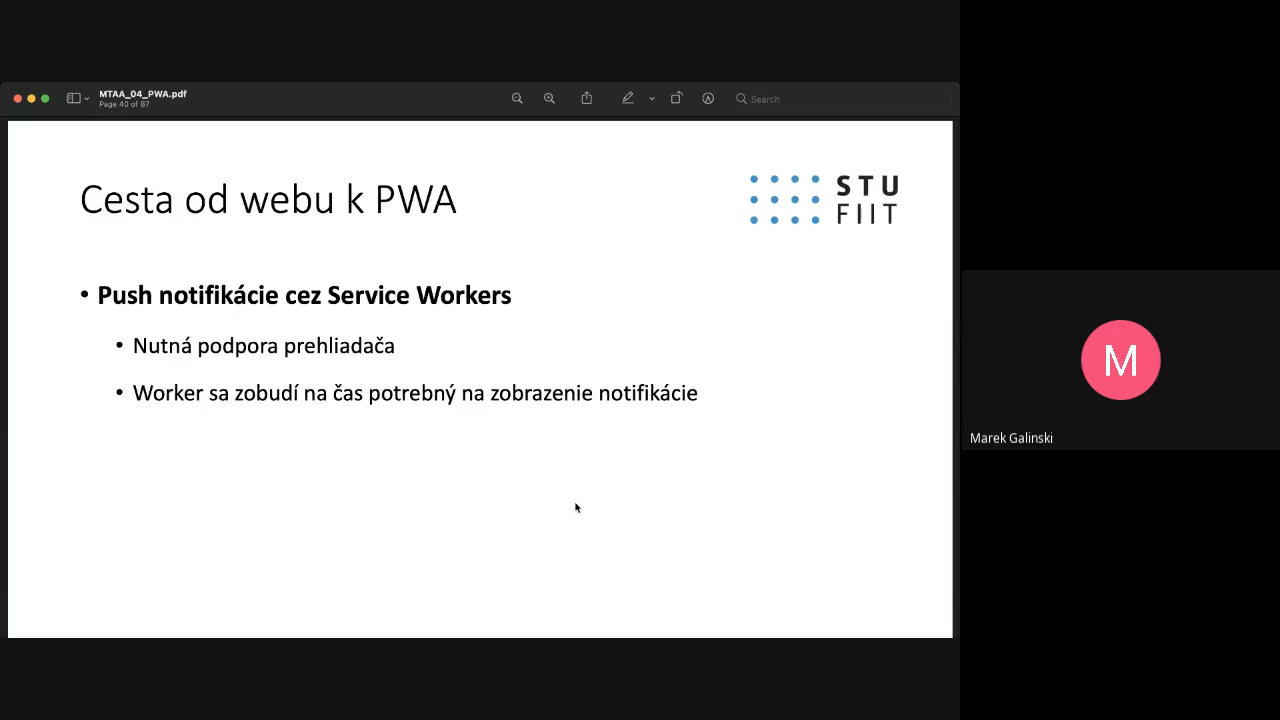 MTAA_04_PWA.pdf
Page 40 of 87
Search
Cesta od webu k PWA
STU
FIIT
• Push notifikácie cez Service Workers
• Nutná podpora prehliadača
• Worker sa zobudí na čas potrebný na zobrazenie notifikácie
M
Marek Galinski